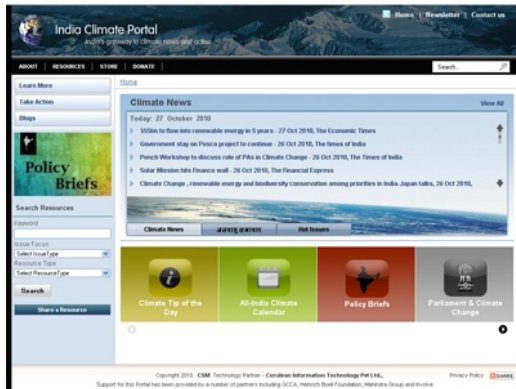 Home | Newsletter | Contact us
India Climate Portal
India's gateway to climate news and action
ABOUT | RESOURCES | STORE | DONATE |
Search..
Learn More
Take Action
Blogs
Policy
Briefs
Search Resources
Keyword
Issue Focus
Select IssueType
Resource Type
Select ResourceType
Search
Share a Resource
Home
Climate News
View All
Today: 27 October 2010
$55bn to flow into renewable energy in 5 years - 27 Oct 2010, The Economic Times
Government stay on Posco project to continue - 26 Oct 2010, The times of India
Pench Workshop to discuss role of PAs in Climate Change - 26 Oct 2010, The Times of India
Solar Mission hits Finance wall - 26 Oct 2010, The Financial Express
Climate Change , renewable energy and biodiversity conservation among priorities in India-Japan talks, 26 Oct 2010,
Climate News
Hot Issues
Climate Tip of the
Day
All-India Climate
Calendar
Policy Briefs
Parliament & Climate
Change
Copyright 2010 . CSM. Technology Partner - Cerulean Information Technology Pvt Ltd.,
Privacy Policy
SHARE
Support for this Portal has been provided by a number of partners including GCCA, Heinrich Boell Foundation, Mahindra Group and Involve.